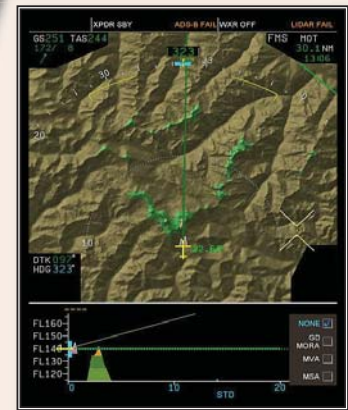 XPDR SBY ADS-B FAIL WXR OFF LIDAR FAIL
GS251 TAS244 FMS MOT
172/ 8 323 30.1NM
13:06
30
20
10
DTK 097°
HDG 323°
FL160
FL150
FL140
FL130
FL120
0 10 20
STD
NONE
GD
MORA
MVA
MSA